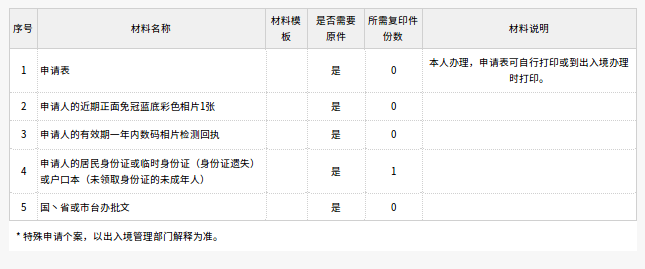 序号 材料名称 材料模板 是否需要原件 所需复印件份数 材料说明
1 申请表 是 0 本人办理，申请表可自行打印或到出入境办理时打印。
2 申请人的近期正面免冠蓝底彩色相片1张 是 0
3 申请人的有效期一年内数码相片检测回执 是 0
4 申请人的居民身份证或临时身份证（身份证遗失）或户口本（未领取身份证的未成年人） 是 1
5 国丶省或市台办批文 是 0
* 特殊申请个案，以出入境管理部门解释为准。